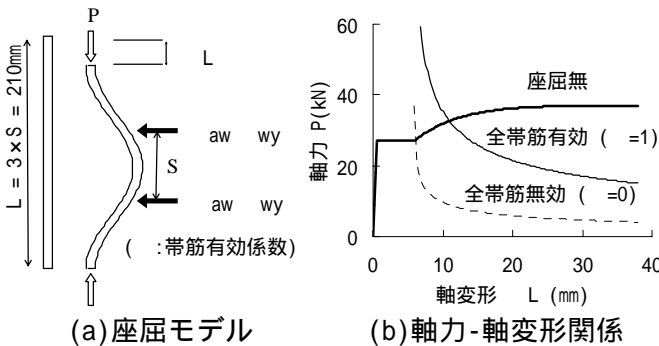 P
L
L = 3×S = 210mm
aw wy
S
aw wy
( :帯筋有効係数)
(a)座屈モデル
軸力 P(kN)
60
40
20
0
座屈無
全帯筋有効 ( =1)
全帯筋無効 ( =0)
0 10 20 30 40
軸変形 L (mm)
(b)軸力-軸変形関係